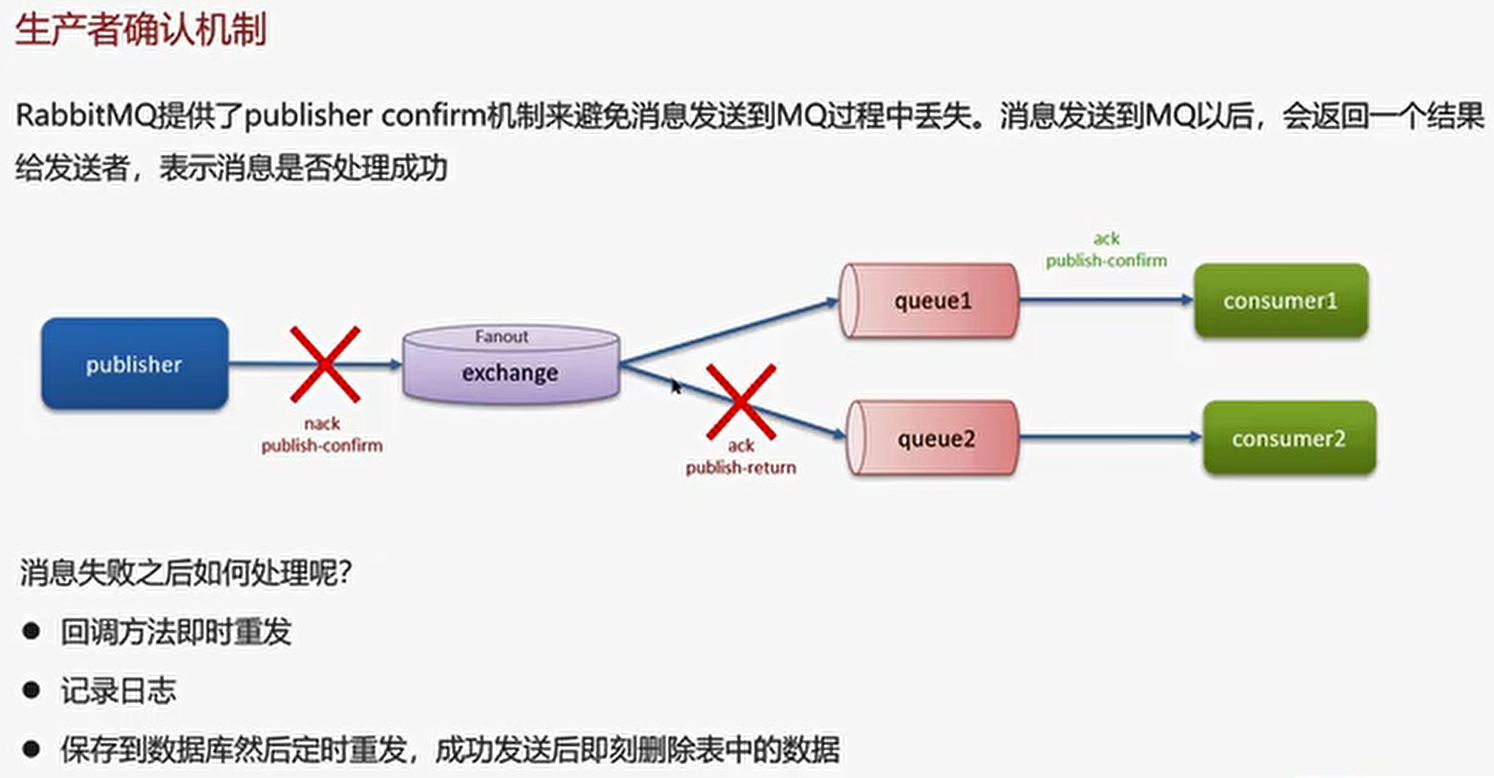 生产者确认机制
RabbitMQ提供了publisher confirm机制来避免消息发送到MQ过程中丢失。消息发送到MQ以后，会返回一个结果
给发送者，表示消息是否处理成功
ack
publish-confirm
queue1
consumer1
publisher
Fanout
exchange
nack
publish-confirm
ack
publish-return
queue2
consumer2
消息失败之后如何处理呢？
● 回调方法即时重发
● 记录日志
● 保存到数据库然后定时重发，成功发送后即刻删除表中的数据